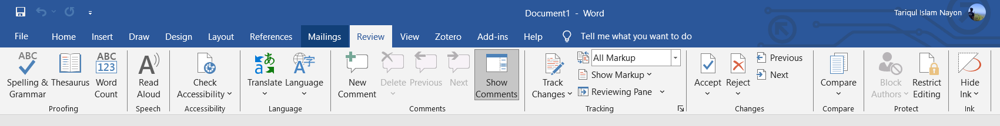 Document1 - Word
Tariqul Islam Nayon
File Home Insert Draw Design Layout References Mailings Review View Zotero Add-ins Help Tell me what you want to do
ABC
Spelling &
Grammar
Thesaurus
ABC
123
Word
Count
Proofing
A
Read
Aloud
Speech
Check
Accessibility
Accessibility
あ
a
Translate
A字
Language
Language
New
Comment
Delete
Previous
Next
Show
Comments
Comments
Track
Changes
All Markup
Show Markup
Reviewing Pane
Tracking
Accept
Reject
Previous
Next
Changes
Compare
Compare
Block
Authors
Restrict
Editing
Protect
Hide
Ink
Ink